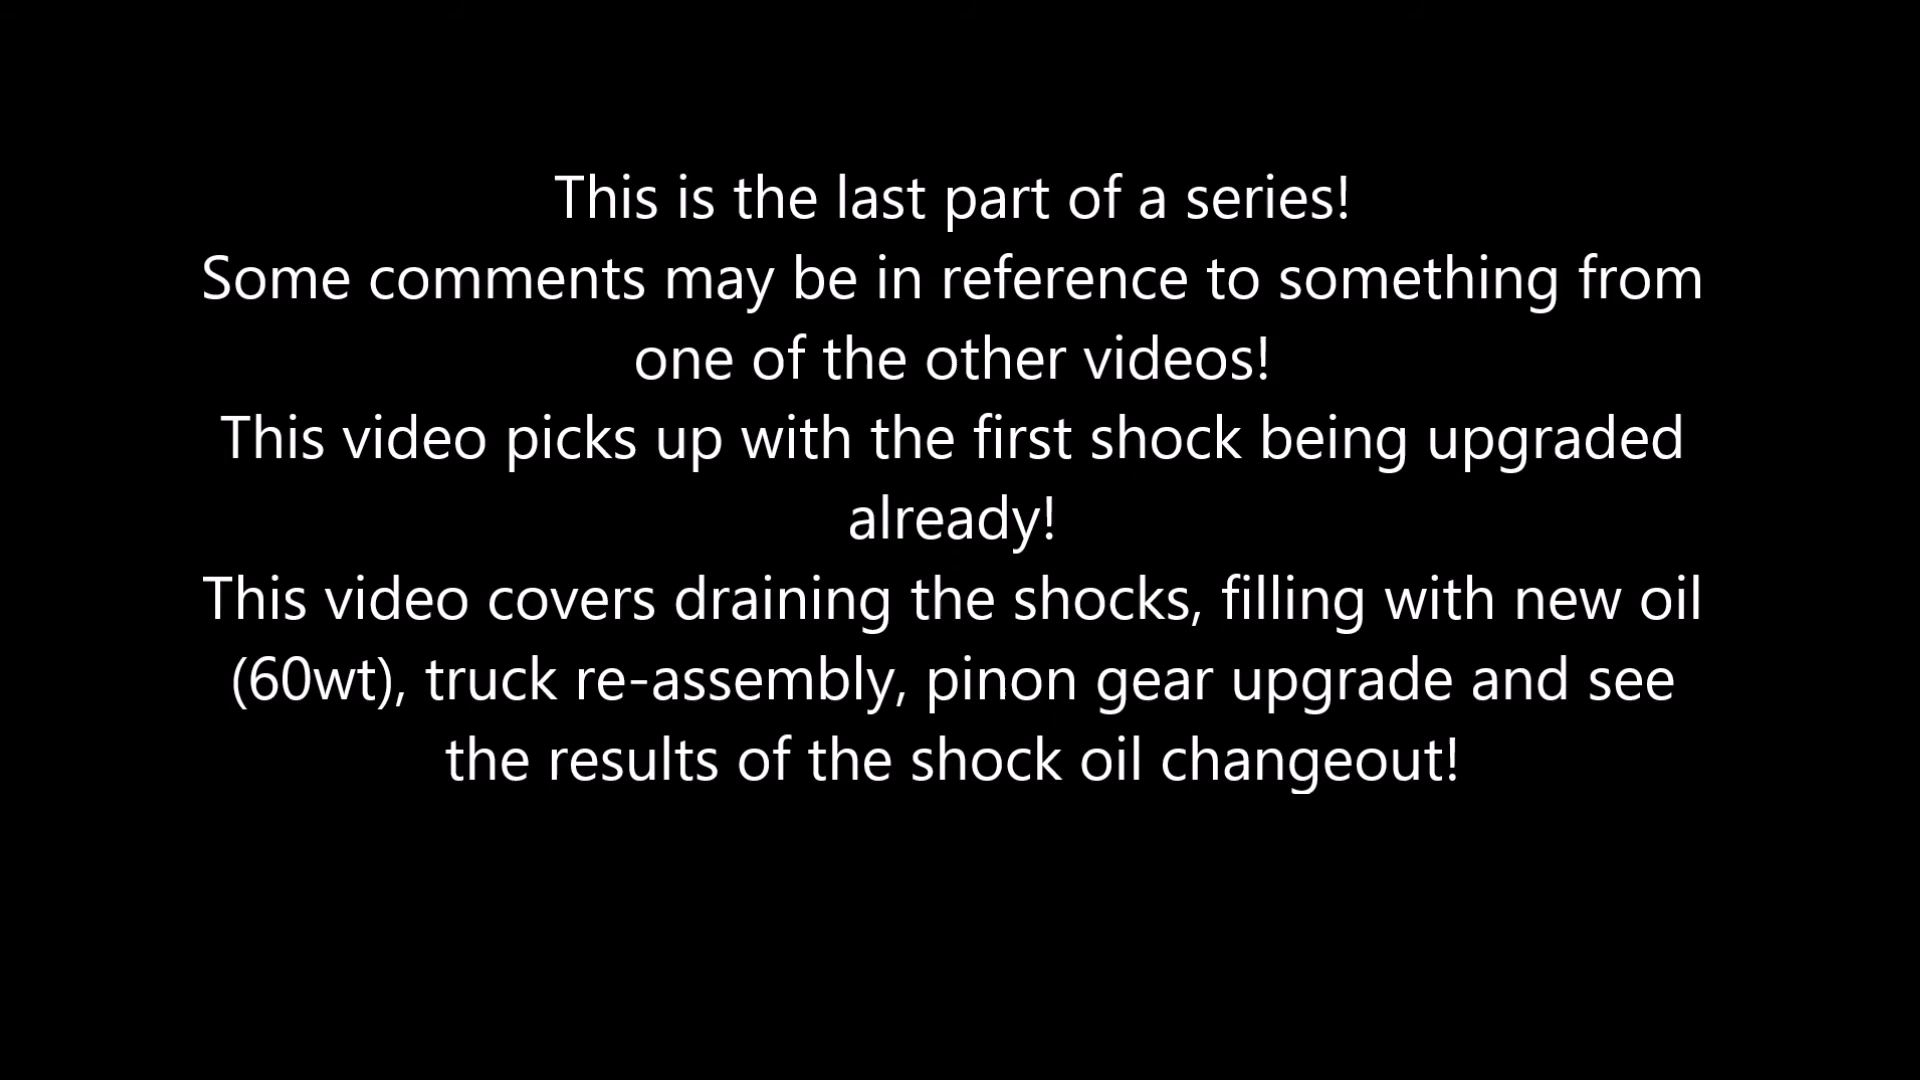 This is the last part of a series!
Some comments may be in reference to something from
one of the other videos!
This video picks up with the first shock being upgraded
already!
This video covers draining the shocks, filling with new oil
(60wt), truck re-assembly, pinon gear upgrade and see
the results of the shock oil changeout!